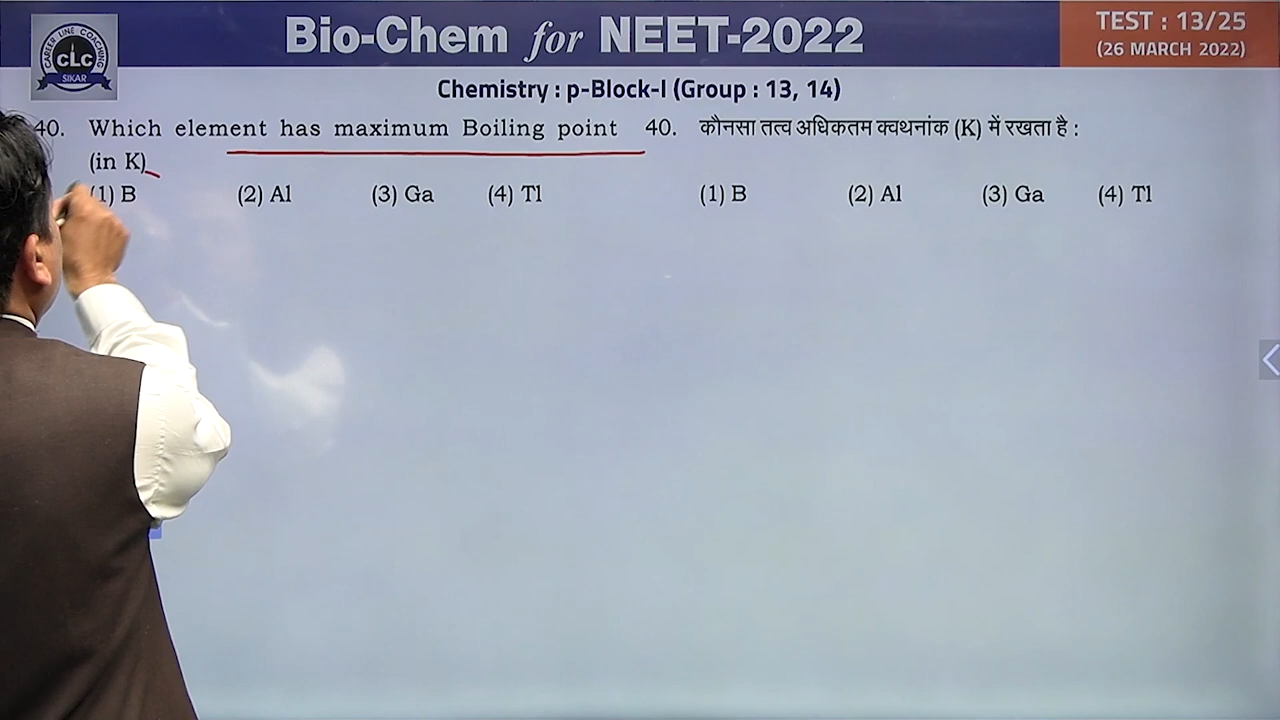 CAREER LINE COACHING
CLC
SIKAR
Bio-Chem for NEET-2022
TEST : 13/25
(26 MARCH 2022)
Chemistry : p-Block-I (Group : 13, 14)
40. Which element has maximum Boiling point
(in K)
(1) B (2) Al (3) Ga (4) Tl
40. कौनसा तत्व अधिकतम क्वथनांक (K) में रखता है :
(1) B (2) Al (3) Ga (4) Tl